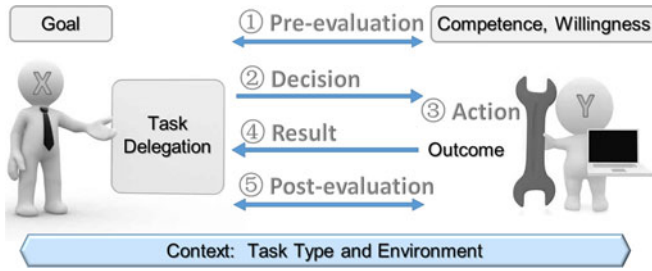 Goal
① Pre-evaluation
Competence, Willingness
X
② Decision
Y
③ Action
Task
Delegation
④ Result
Outcome
⑤ Post-evaluation
Context: Task Type and Environment